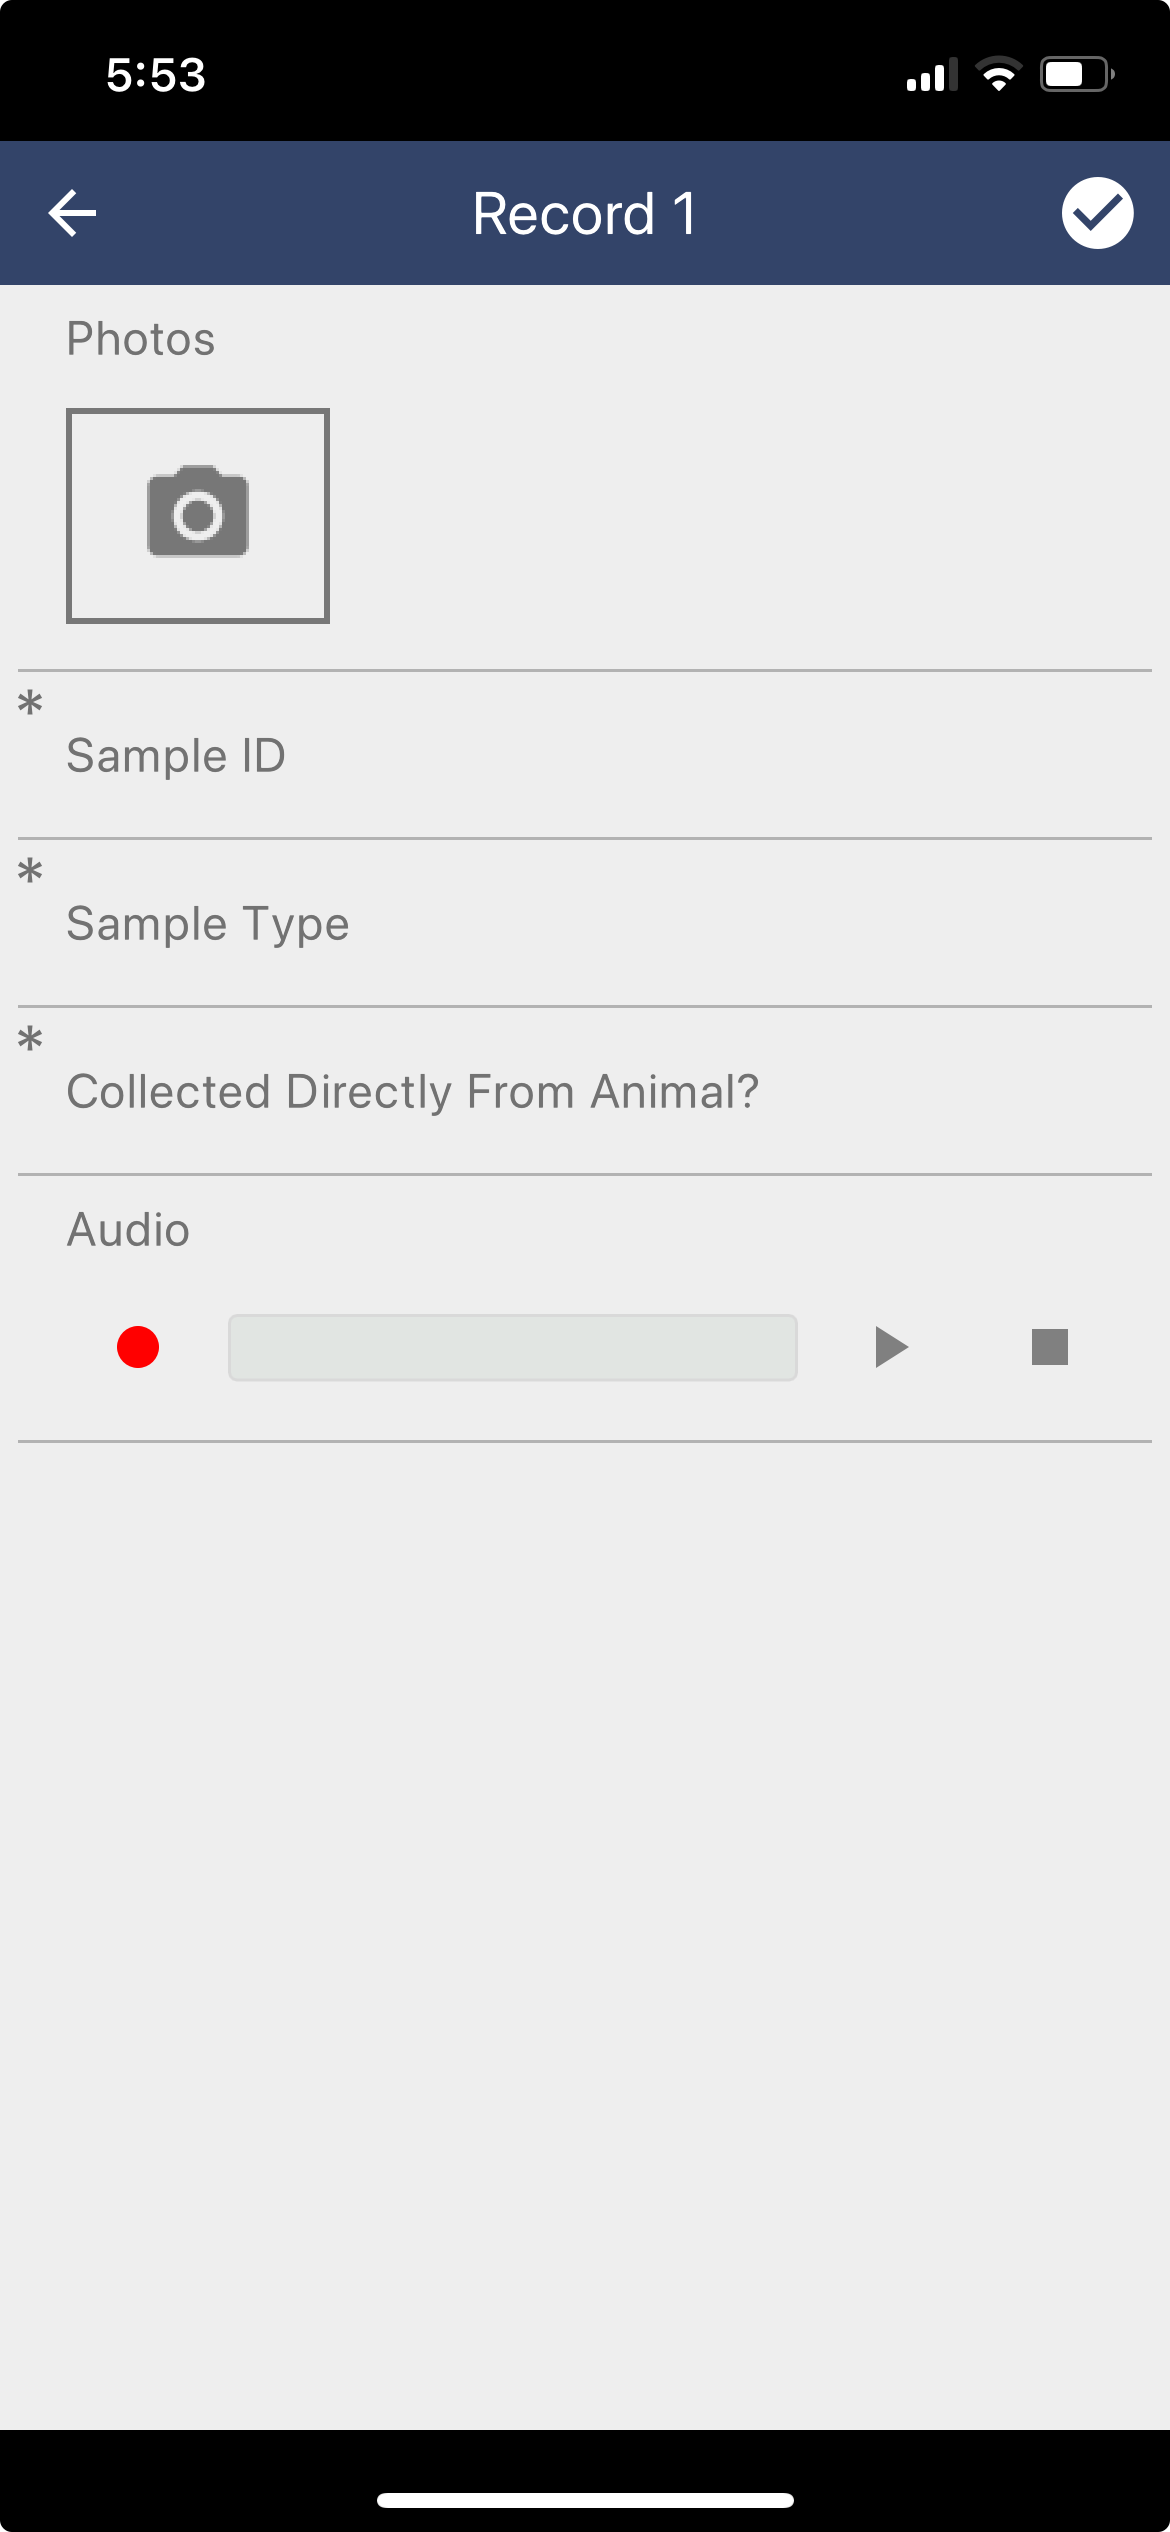 5:53
Record 1
Photos
*
Sample ID
*
Sample Type
*
Collected Directly From Animal?
Audio